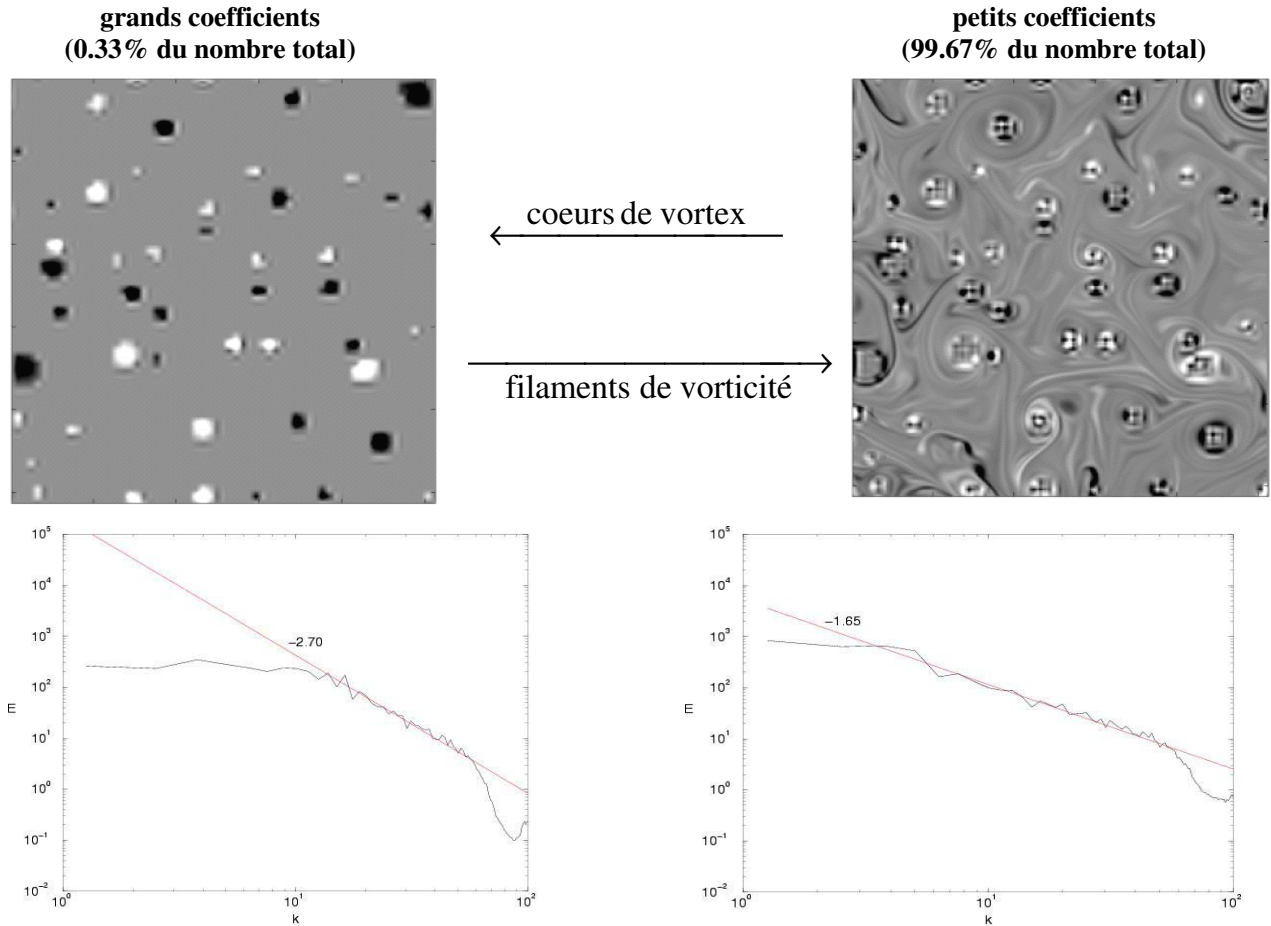 grands coefficients
(0.33% du nombre total)
petits coefficients
(99.67% du nombre total)
coeurs de vortex
filaments de vorticité
10^5
10^4
10^3
10^2
10^1
10^0
10^-1
10^-2
E
-2.70
10^0
10^1
10^2
k
10^5
10^4
10^3
10^2
10^1
10^0
10^-1
10^-2
E
-1.65
10^0
10^1
10^2
k